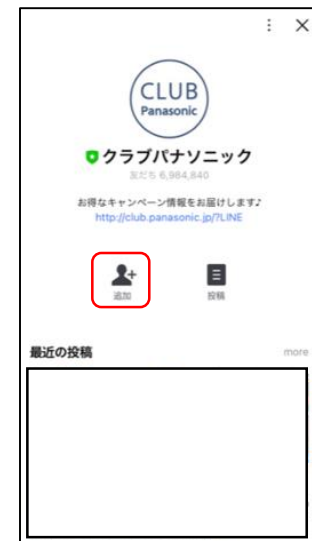 CLUB
Panasonic
クラブパナソニック
友だち 6,984,840
お得なキャンペーン情報をお届けします♪
http://club.panasonic.jp/?LINE
追加
投稿
最近の投稿
more